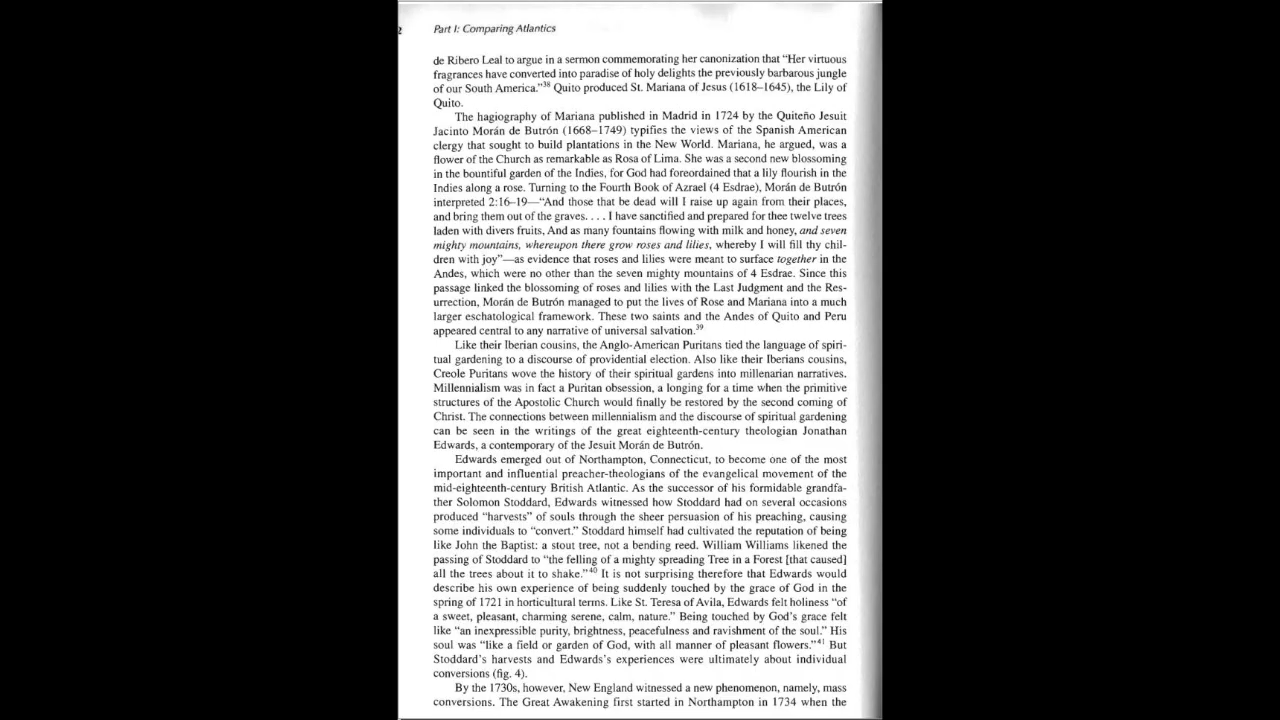 2
Part I: Comparing Atlantics
de Ribero Leal to argue in a sermon commemorating her canonization that “Her virtuous
fragrances have converted into paradise of holy delights the previously barbarous jungle
of our South America.”38 Quito produced St. Mariana of Jesus (1618–1645), the Lily of
Quito.
The hagiography of Mariana published in Madrid in 1724 by the Quiteño Jesuit
Jacinto Morán de Butrón (1668–1749) typifies the views of the Spanish American
clergy that sought to build plantations in the New World. Mariana, he argued, was a
flower of the Church as remarkable as Rosa of Lima. She was a second new blossoming
in the bountiful garden of the Indies, for God had foreordained that a lily flourish in the
Indies along a rose. Turning to the Fourth Book of Azrael (4 Esdrae), Morán de Butrón
interpreted 2:16–19—“And those that be dead will I raise up again from their places,
and bring them out of the graves. . . . I have sanctified and prepared for thee twelve trees
laden with divers fruits, And as many fountains flowing with milk and honey, and seven
mighty mountains, whereupon there grow roses and lilies, whereby I will fill thy chil-
dren with joy”—as evidence that roses and lilies were meant to surface together in the
Andes, which were no other than the seven mighty mountains of 4 Esdrae. Since this
passage linked the blossoming of roses and lilies with the Last Judgment and the Res-
urrection, Morán de Butrón managed to put the lives of Rose and Mariana into a much
larger eschatological framework. These two saints and the Andes of Quito and Peru
appeared central to any narrative of universal salvation.39
Like their Iberian cousins, the Anglo-American Puritans tied the language of spiri-
tual gardening to a discourse of providential election. Also like their Iberians cousins,
Creole Puritans wove the history of their spiritual gardens into millenarian narratives.
Millennialism was in fact a Puritan obsession, a longing for a time when the primitive
structures of the Apostolic Church would finally be restored by the second coming of
Christ. The connections between millennialism and the discourse of spiritual gardening
can be seen in the writings of the great eighteenth-century theologian Jonathan
Edwards, a contemporary of the Jesuit Morán de Butrón.
Edwards emerged out of Northampton, Connecticut, to become one of the most
important and influential preacher-theologians of the evangelical movement of the
mid-eighteenth-century British Atlantic. As the successor of his formidable grandfa-
ther Solomon Stoddard, Edwards witnessed how Stoddard had on several occasions
produced “harvests” of souls through the sheer persuasion of his preaching, causing
some individuals to “convert.” Stoddard himself had cultivated the reputation of being
like John the Baptist: a stout tree, not a bending reed. William Williams likened the
passing of Stoddard to “the felling of a mighty spreading Tree in a Forest [that caused]
all the trees about it to shake.”40 It is not surprising therefore that Edwards would
describe his own experience of being suddenly touched by the grace of God in the
spring of 1721 in horticultural terms. Like St. Teresa of Avila, Edwards felt holiness “of
a sweet, pleasant, charming serene, calm, nature.” Being touched by God’s grace felt
like “an inexpressible purity, brightness, peacefulness and ravishment of the soul.” His
soul was “like a field or garden of God, with all manner of pleasant flowers.”41 But
Stoddard’s harvests and Edwards’s experiences were ultimately about individual
conversions (fig. 4).
By the 1730s, however, New England witnessed a new phenomenon, namely, mass
conversions. The Great Awakening first started in Northampton in 1734 when the